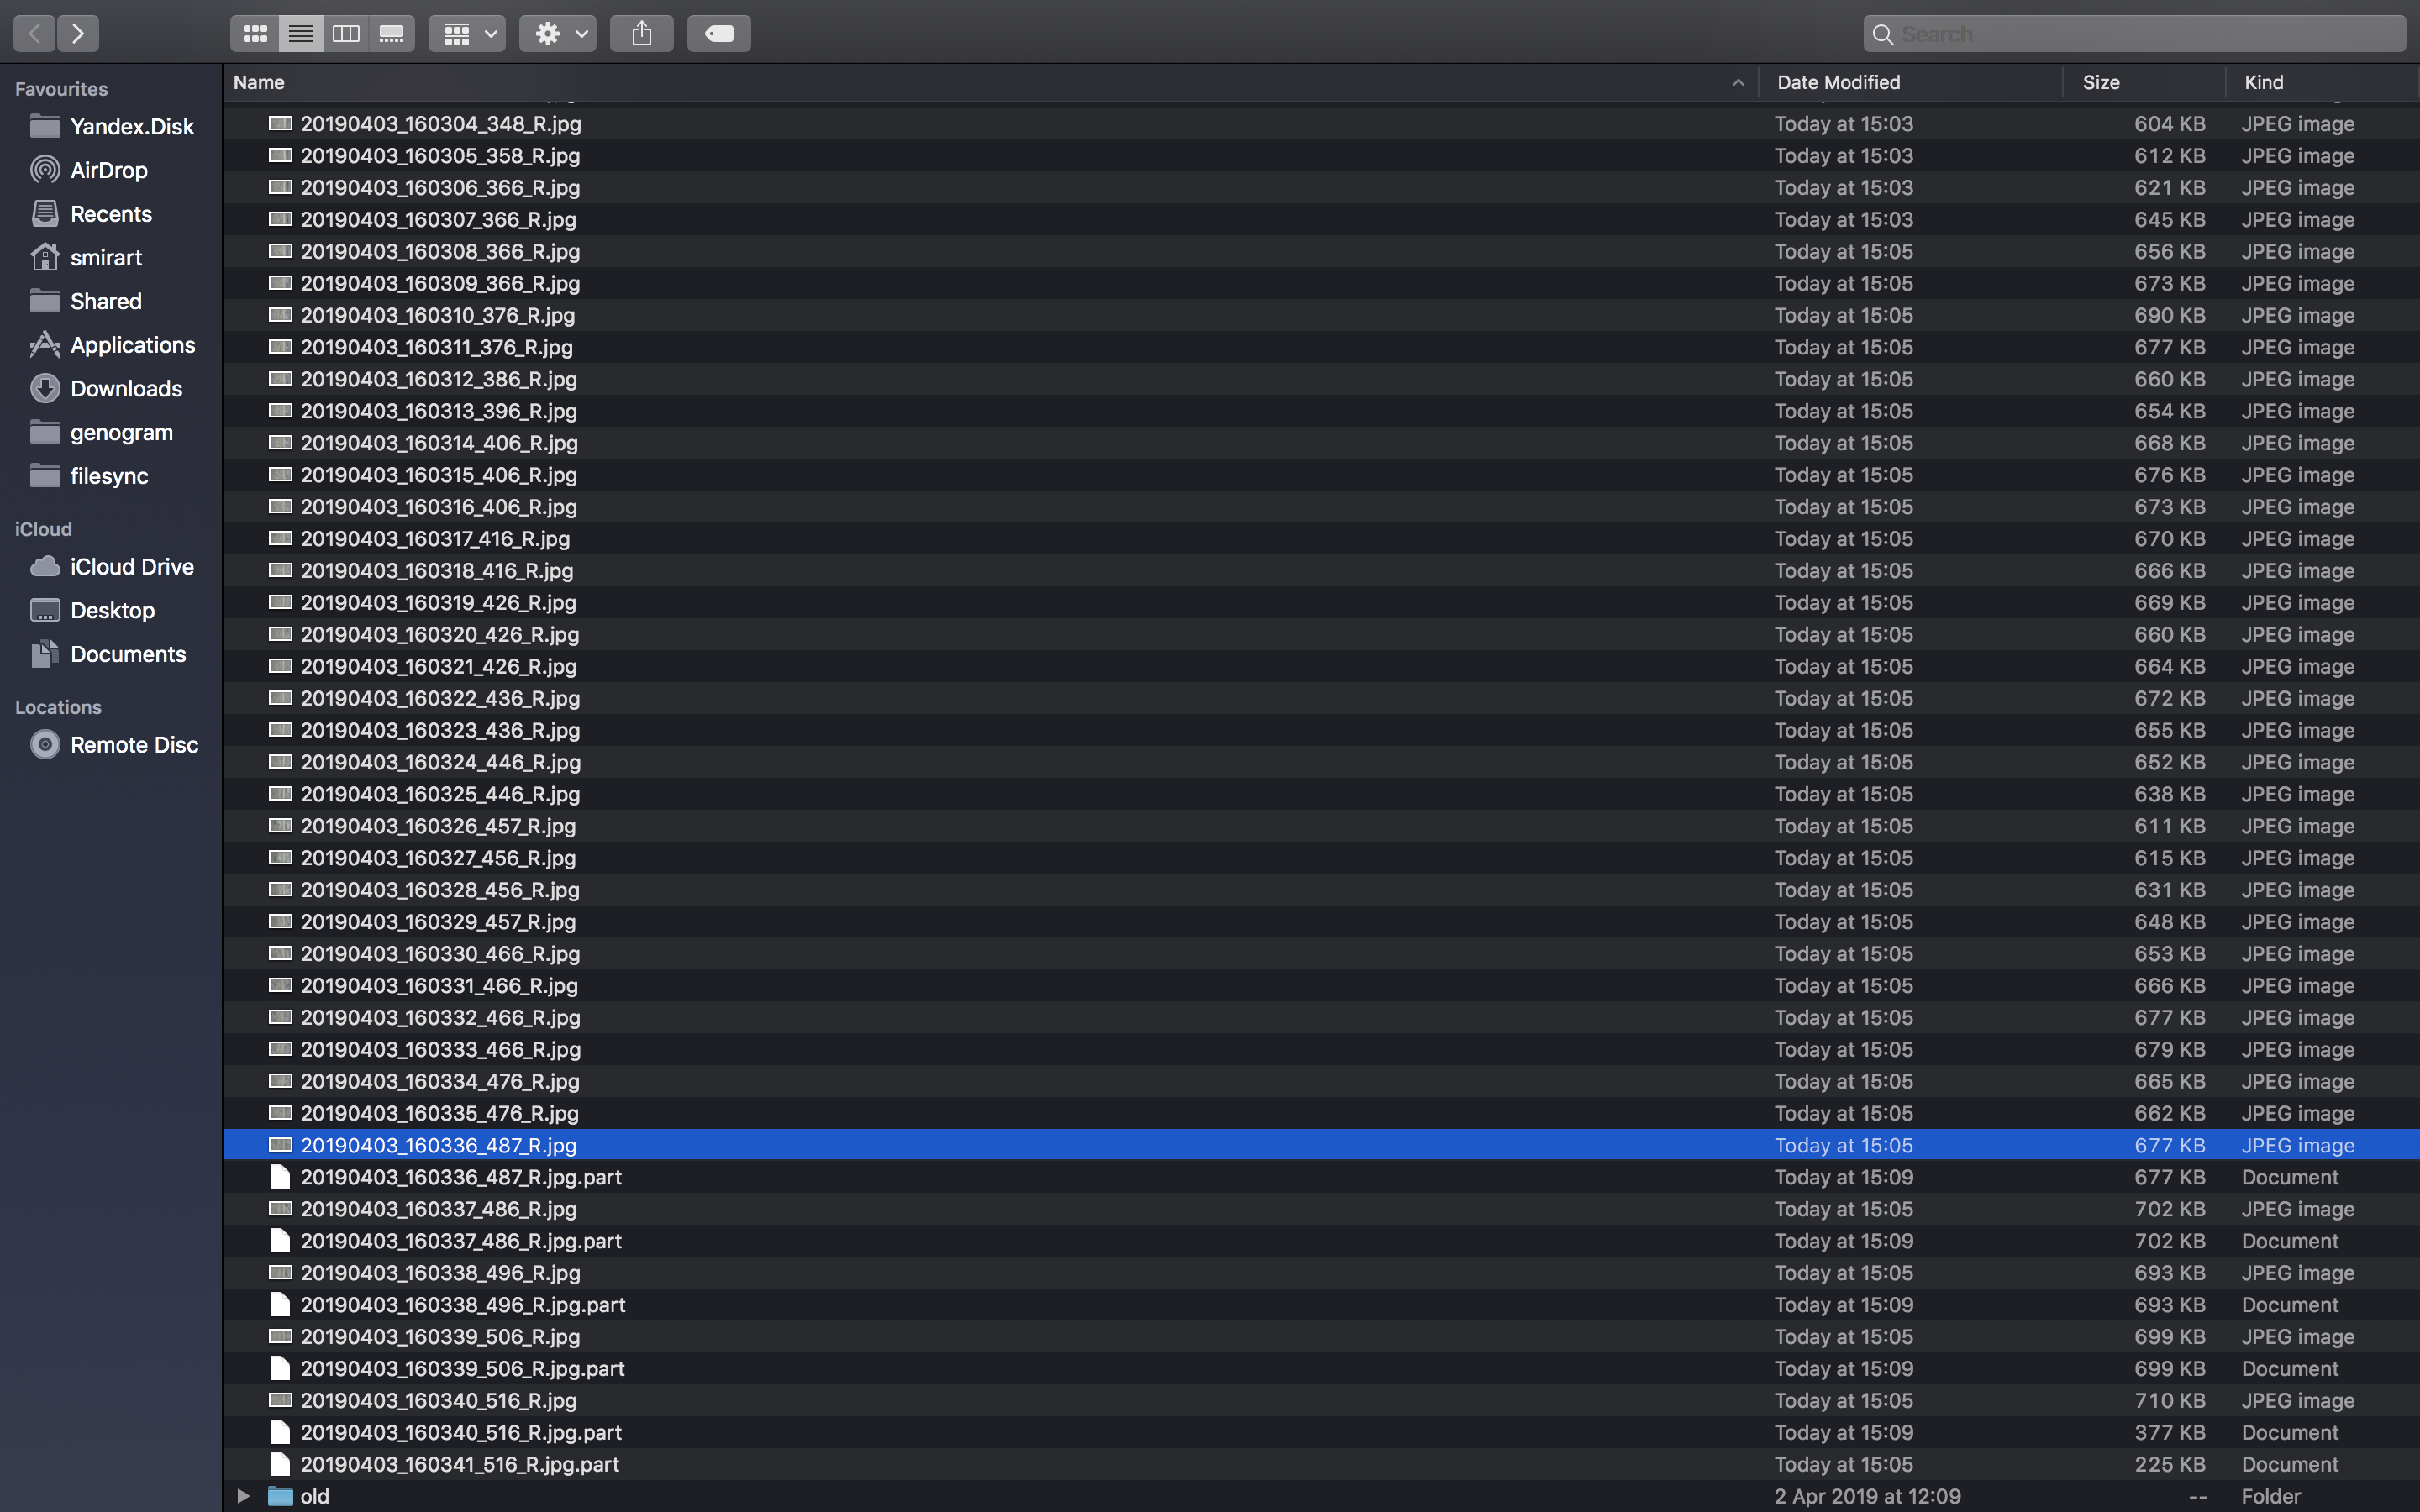 Search
Favourites
Yandex.Disk
AirDrop
Recents
smirart
Shared
Applications
Downloads
genogram
filesync
iCloud
iCloud Drive
Desktop
Documents
Locations
Remote Disc
Name Date Modified Size Kind
20190403_160304_348_R.jpg Today at 15:03 604 KB JPEG image
20190403_160305_358_R.jpg Today at 15:03 612 KB JPEG image
20190403_160306_366_R.jpg Today at 15:03 621 KB JPEG image
20190403_160307_366_R.jpg Today at 15:03 645 KB JPEG image
20190403_160308_366_R.jpg Today at 15:05 656 KB JPEG image
20190403_160309_366_R.jpg Today at 15:05 673 KB JPEG image
20190403_160310_376_R.jpg Today at 15:05 690 KB JPEG image
20190403_160311_376_R.jpg Today at 15:05 677 KB JPEG image
20190403_160312_386_R.jpg Today at 15:05 660 KB JPEG image
20190403_160313_396_R.jpg Today at 15:05 654 KB JPEG image
20190403_160314_406_R.jpg Today at 15:05 668 KB JPEG image
20190403_160315_406_R.jpg Today at 15:05 676 KB JPEG image
20190403_160316_406_R.jpg Today at 15:05 673 KB JPEG image
20190403_160317_416_R.jpg Today at 15:05 670 KB JPEG image
20190403_160318_416_R.jpg Today at 15:05 666 KB JPEG image
20190403_160319_426_R.jpg Today at 15:05 669 KB JPEG image
20190403_160320_426_R.jpg Today at 15:05 660 KB JPEG image
20190403_160321_426_R.jpg Today at 15:05 664 KB JPEG image
20190403_160322_436_R.jpg Today at 15:05 672 KB JPEG image
20190403_160323_436_R.jpg Today at 15:05 655 KB JPEG image
20190403_160324_446_R.jpg Today at 15:05 652 KB JPEG image
20190403_160325_446_R.jpg Today at 15:05 638 KB JPEG image
20190403_160326_457_R.jpg Today at 15:05 611 KB JPEG image
20190403_160327_456_R.jpg Today at 15:05 615 KB JPEG image
20190403_160328_456_R.jpg Today at 15:05 631 KB JPEG image
20190403_160329_457_R.jpg Today at 15:05 648 KB JPEG image
20190403_160330_466_R.jpg Today at 15:05 653 KB JPEG image
20190403_160331_466_R.jpg Today at 15:05 666 KB JPEG image
20190403_160332_466_R.jpg Today at 15:05 677 KB JPEG image
20190403_160333_466_R.jpg Today at 15:05 679 KB JPEG image
20190403_160334_476_R.jpg Today at 15:05 665 KB JPEG image
20190403_160335_476_R.jpg Today at 15:05 662 KB JPEG image
20190403_160336_487_R.jpg Today at 15:05 677 KB JPEG image
20190403_160336_487_R.jpg.part Today at 15:09 677 KB Document
20190403_160337_486_R.jpg Today at 15:05 702 KB JPEG image
20190403_160337_486_R.jpg.part Today at 15:09 702 KB Document
20190403_160338_496_R.jpg Today at 15:05 693 KB JPEG image
20190403_160338_496_R.jpg.part Today at 15:09 693 KB Document
20190403_160339_506_R.jpg Today at 15:05 699 KB JPEG image
20190403_160339_506_R.jpg.part Today at 15:09 699 KB Document
20190403_160340_516_R.jpg Today at 15:05 710 KB JPEG image
20190403_160340_516_R.jpg.part Today at 15:09 377 KB Document
20190403_160341_516_R.jpg.part Today at 15:05 225 KB Document
old 2 Apr 2019 at 12:09 -- Folder